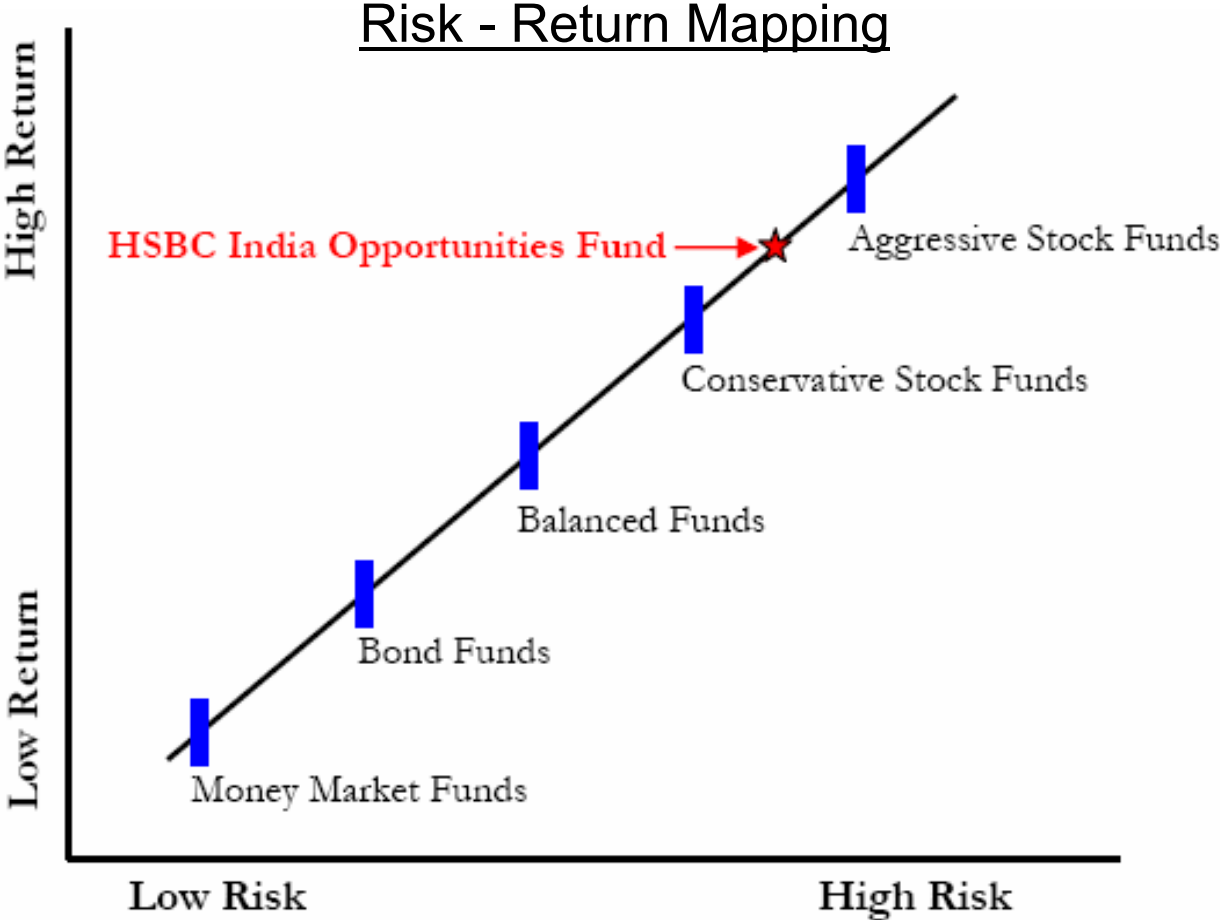 Risk - Return Mapping
High Return
HSBC India Opportunities Fund
Aggressive Stock Funds
Conservative Stock Funds
Balanced Funds
Bond Funds
Low Return
Money Market Funds
Low Risk
High Risk